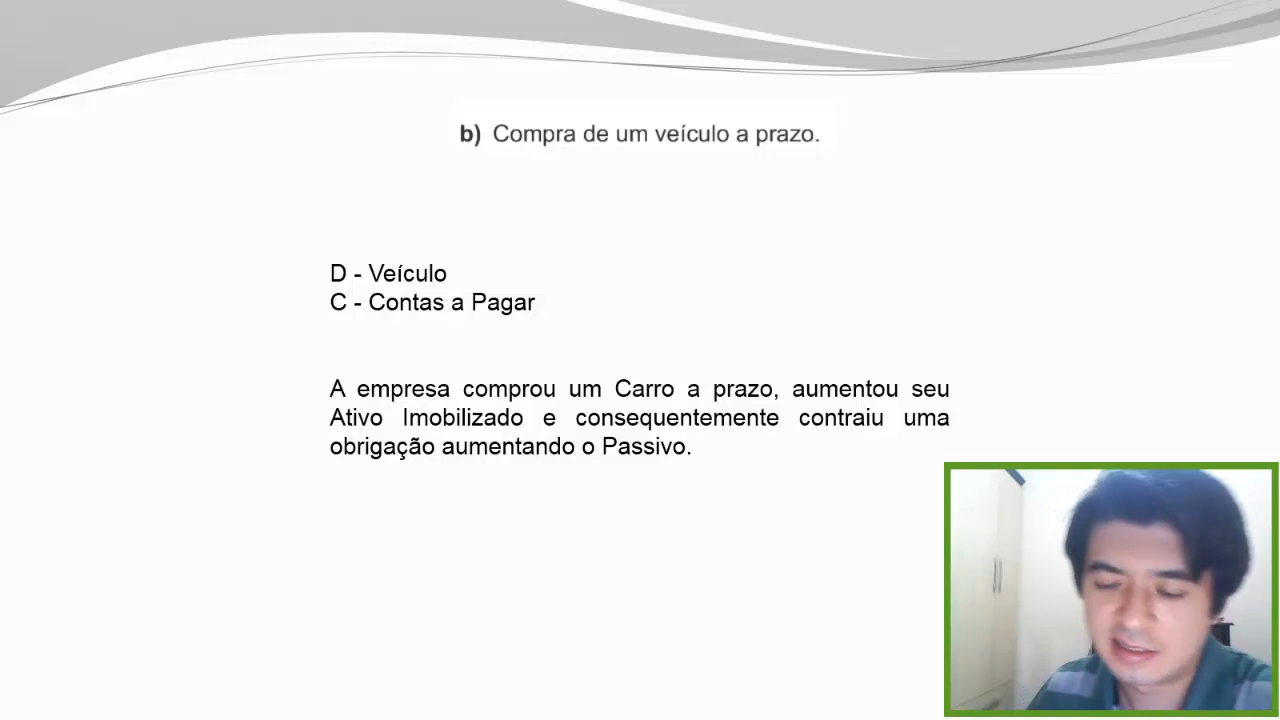 b) Compra de um veículo a prazo.
D - Veículo
C - Contas a Pagar
A empresa comprou um Carro a prazo, aumentou seu
Ativo Imobilizado e consequentemente contraiu uma
obrigação aumentando o Passivo.